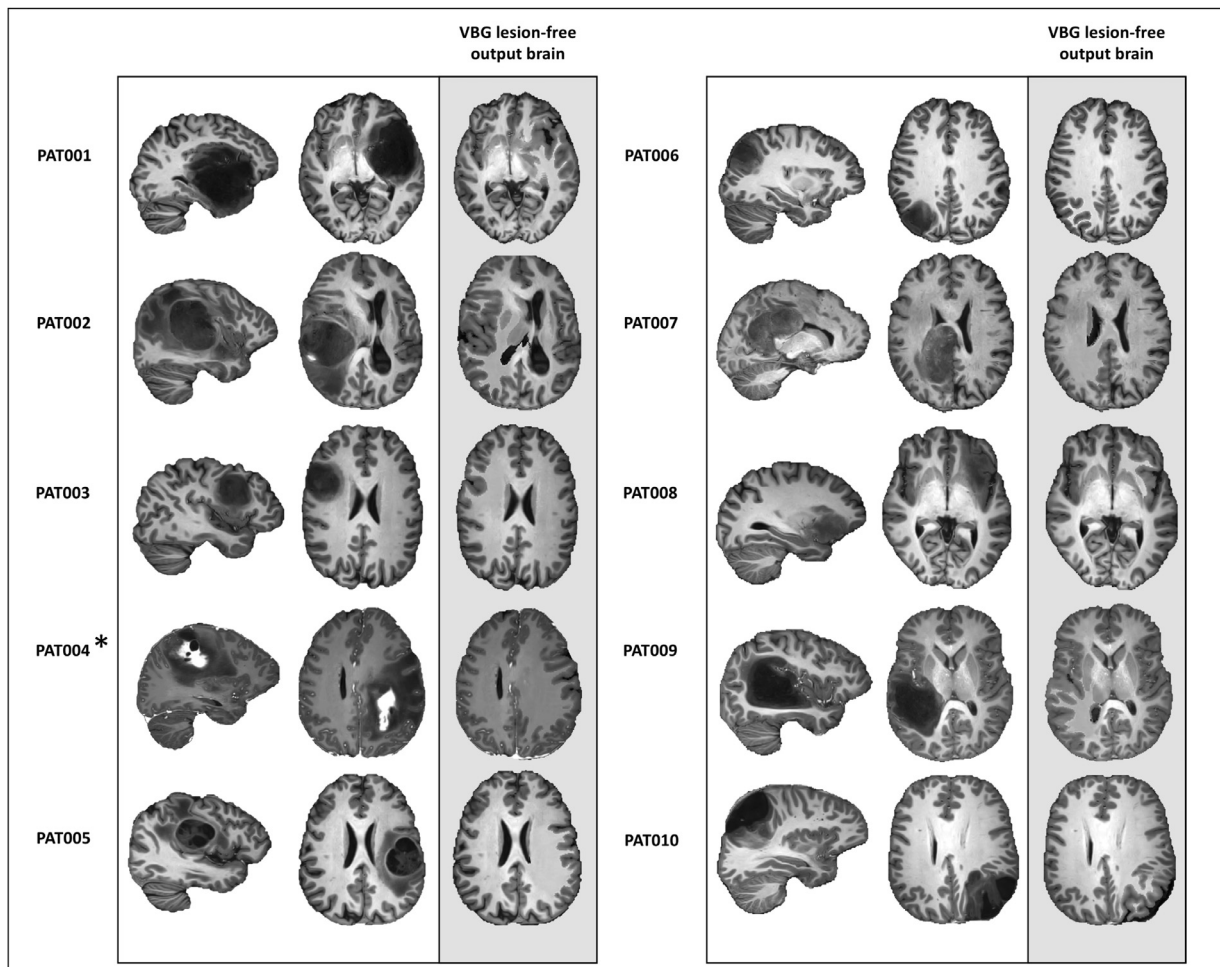 VBG lesion-free
output brain
PAT001
PAT002
PAT003
PAT004 *
PAT005
VBG lesion-free
output brain
PAT006
PAT007
PAT008
PAT009
PAT010